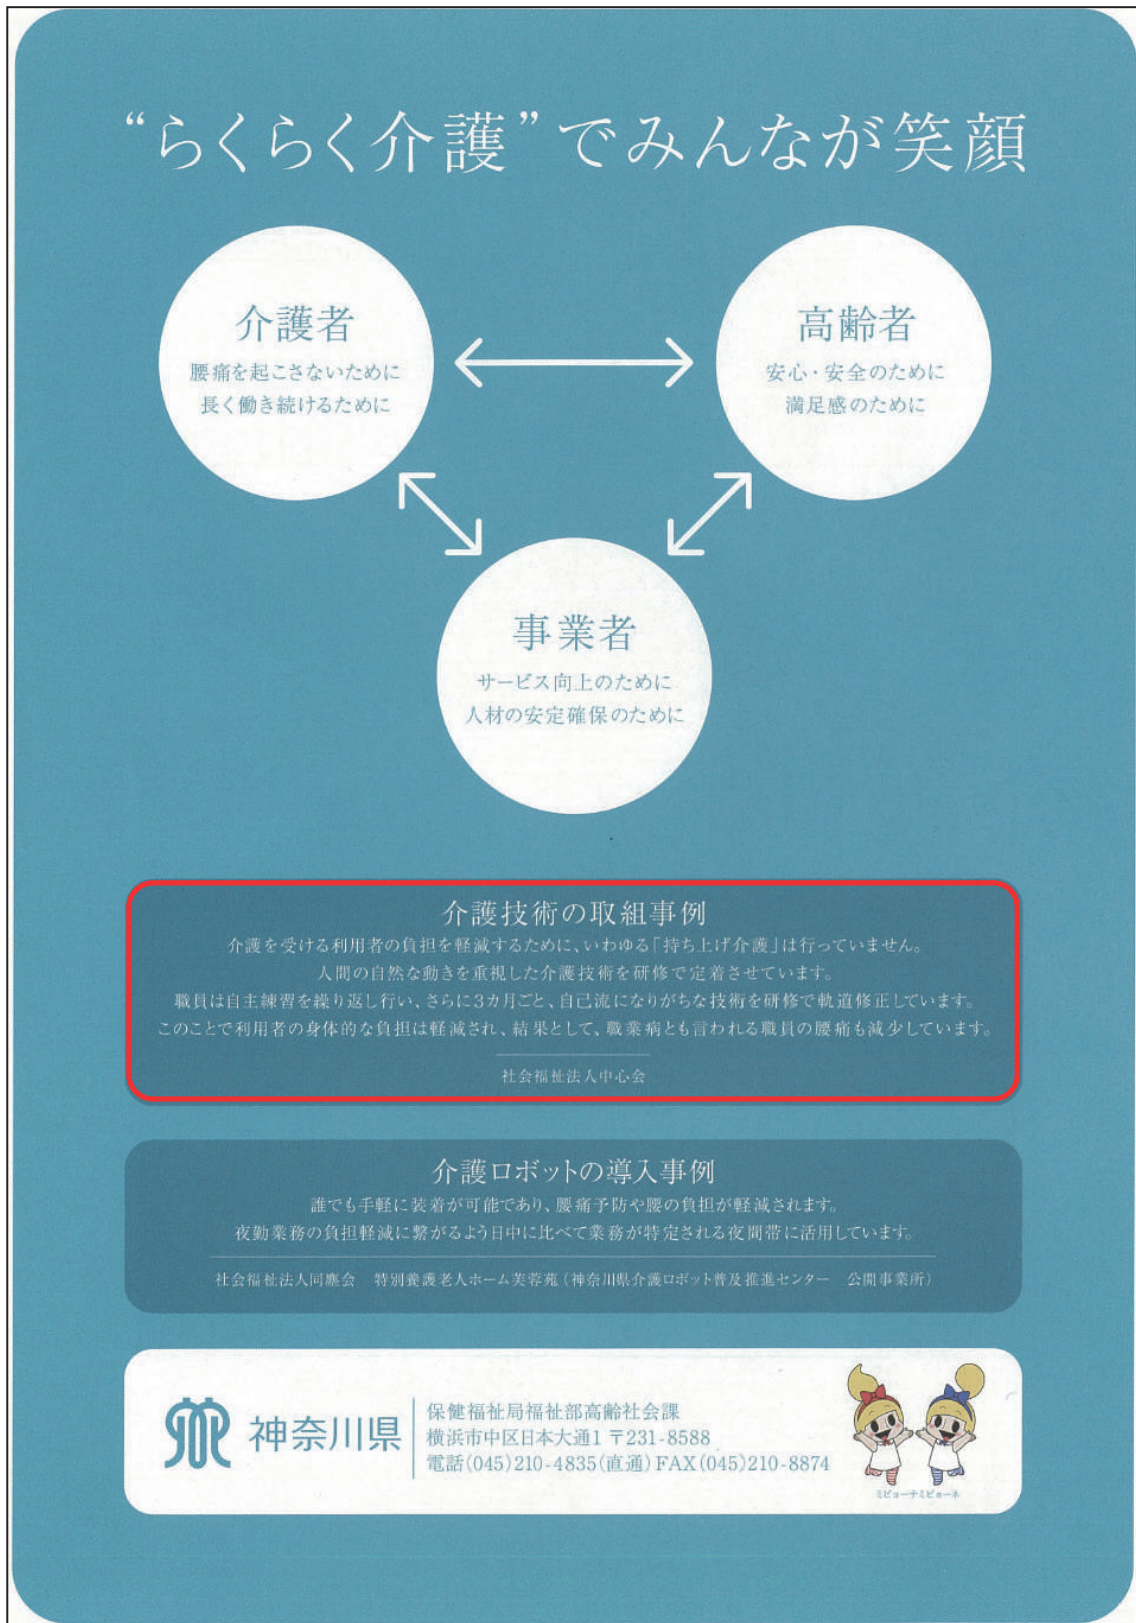 “らくらく介護”でみんなが笑顔
介護者
腰痛を起こさないために
長く働き続けるために
高齢者
安心・安全のために
満足感のために
事業者
サービス向上のために
人材の安定確保のために
介護技術の取組事例
介護を受ける利用者の負担を軽減するために、いわゆる「持ち上げ介護」は行っていません。
人間の自然な動きを重視した介護技術を研修で定着させています。
職員は自主練習を繰り返し行い、さらに3カ月ごと、自己流になりがちな技術を研修で軌道修正しています。
このことで利用者の身体的な負担は軽減され、結果として、職業病とも言われる職員の腰痛も減少しています。
社会福祉法人中心会
介護ロボットの導入事例
誰でも手軽に装着が可能であり、腰痛予防や腰の負担が軽減されます。
夜勤業務の負担軽減に繋がるよう日中に比べて業務が特定される夜間帯に活用しています。
社会福祉法人同塵会　特別養護老人ホーム芙蓉苑（神奈川県介護ロボット普及推進センター　公開事業所）
神奈川県
保健福祉局福祉部高齢社会課
横浜市中区日本大通1 〒231-8588
電話(045)210-4835(直通) FAX(045)210-8874
ミビョーナミビョーネ